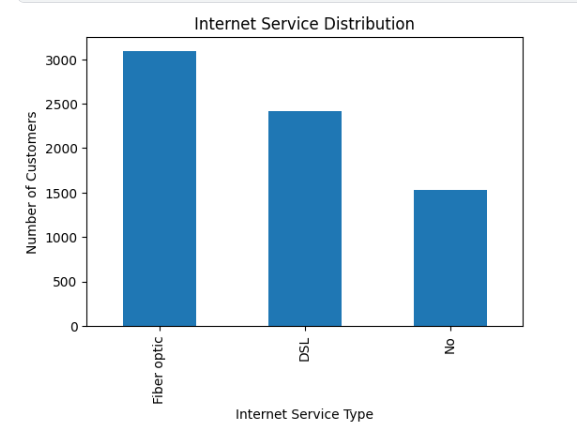 Internet Service Distribution
3000
2500
2000
1500
1000
500
0
Number of Customers
Fiber optic
DSL
No
Internet Service Type